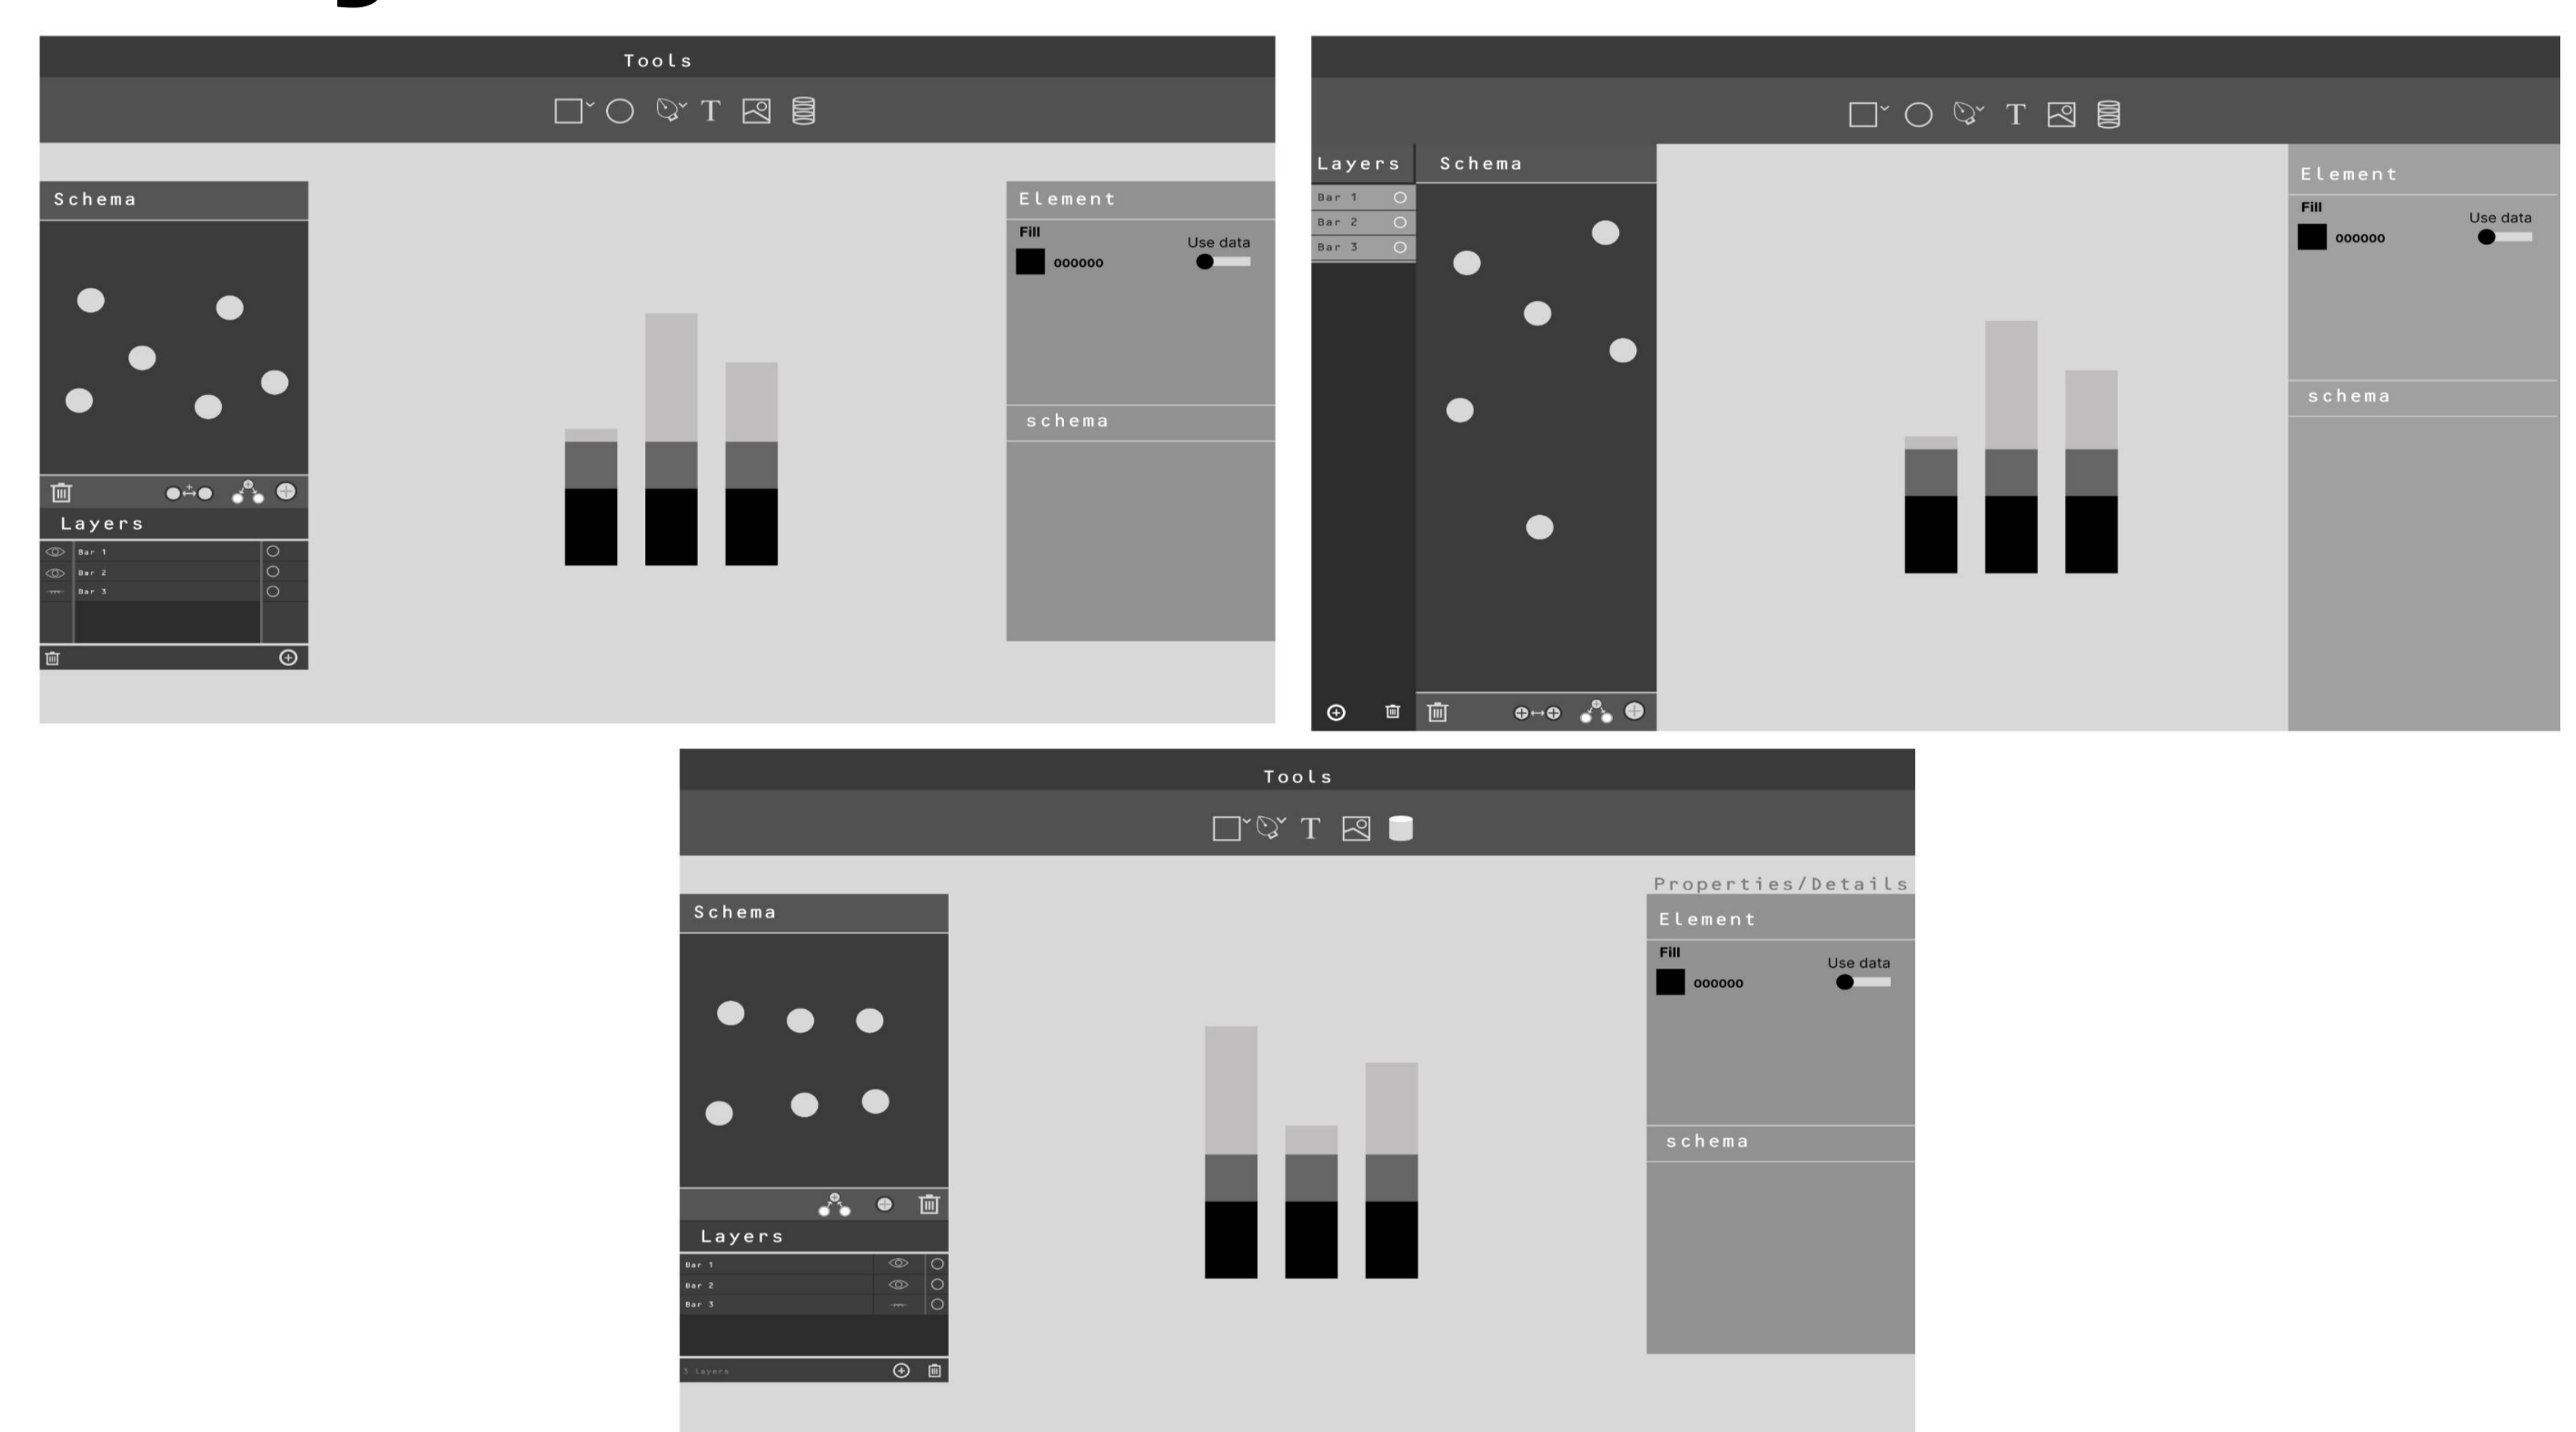 Tools
T
Schema
Element
Fill
000000
Use data
schema
Layers
Bar 1
Bar 2
Bar 3
T
Layers
Schema
Bar 1
Bar 2
Bar 3
Element
Fill
000000
Use data
schema
Tools
T
Properties/Details
Schema
Element
Fill
000000
Use data
schema
Layers
Bar 1
Bar 2
Bar 3
3 layers